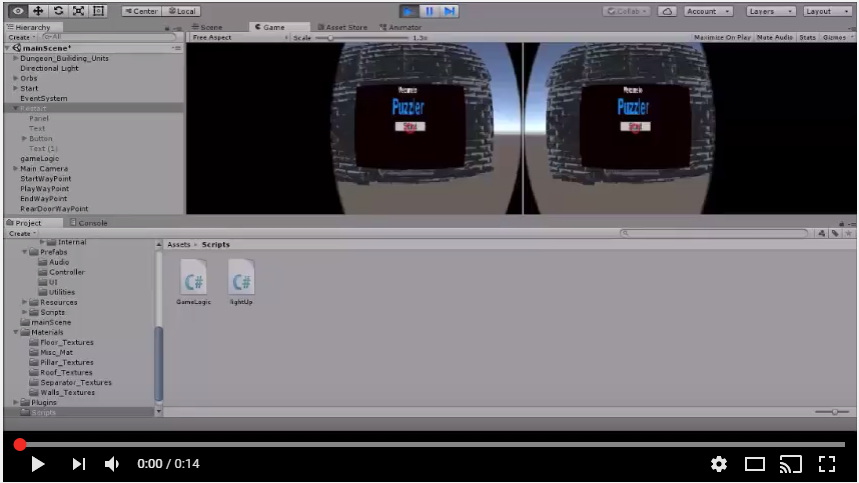 Center Local Collab Account Layers Layout
Hierarchy
Create All
Scene Game Asset Store Animator
Free Aspect Scale 1.3x Maximize On Play Mute Audio Stats Gizmos
mainScene*
Dungeon_Building_Units
Directional Light
Orbs
Start
EventSystem
Restart
Panel
Text
Button
Text (1)
gameLogic
Main Camera
StartWayPoint
PlayWayPoint
EndWayPoint
RearDoorWayPoint
Puzzler Puzzler
Start Start
Project Console
Create
Internal
Prefabs
Audio
Controller
UI
Utilities
Resources
Scripts
mainScene
Materials
Floor_Textures
Misc_Mat
Pillar_Textures
Roof_Textures
Separator_Textures
Walls_Textures
Plugins
Scripts
Assets Scripts
C# C#
GameLogic lightUp
0:00 / 0:14